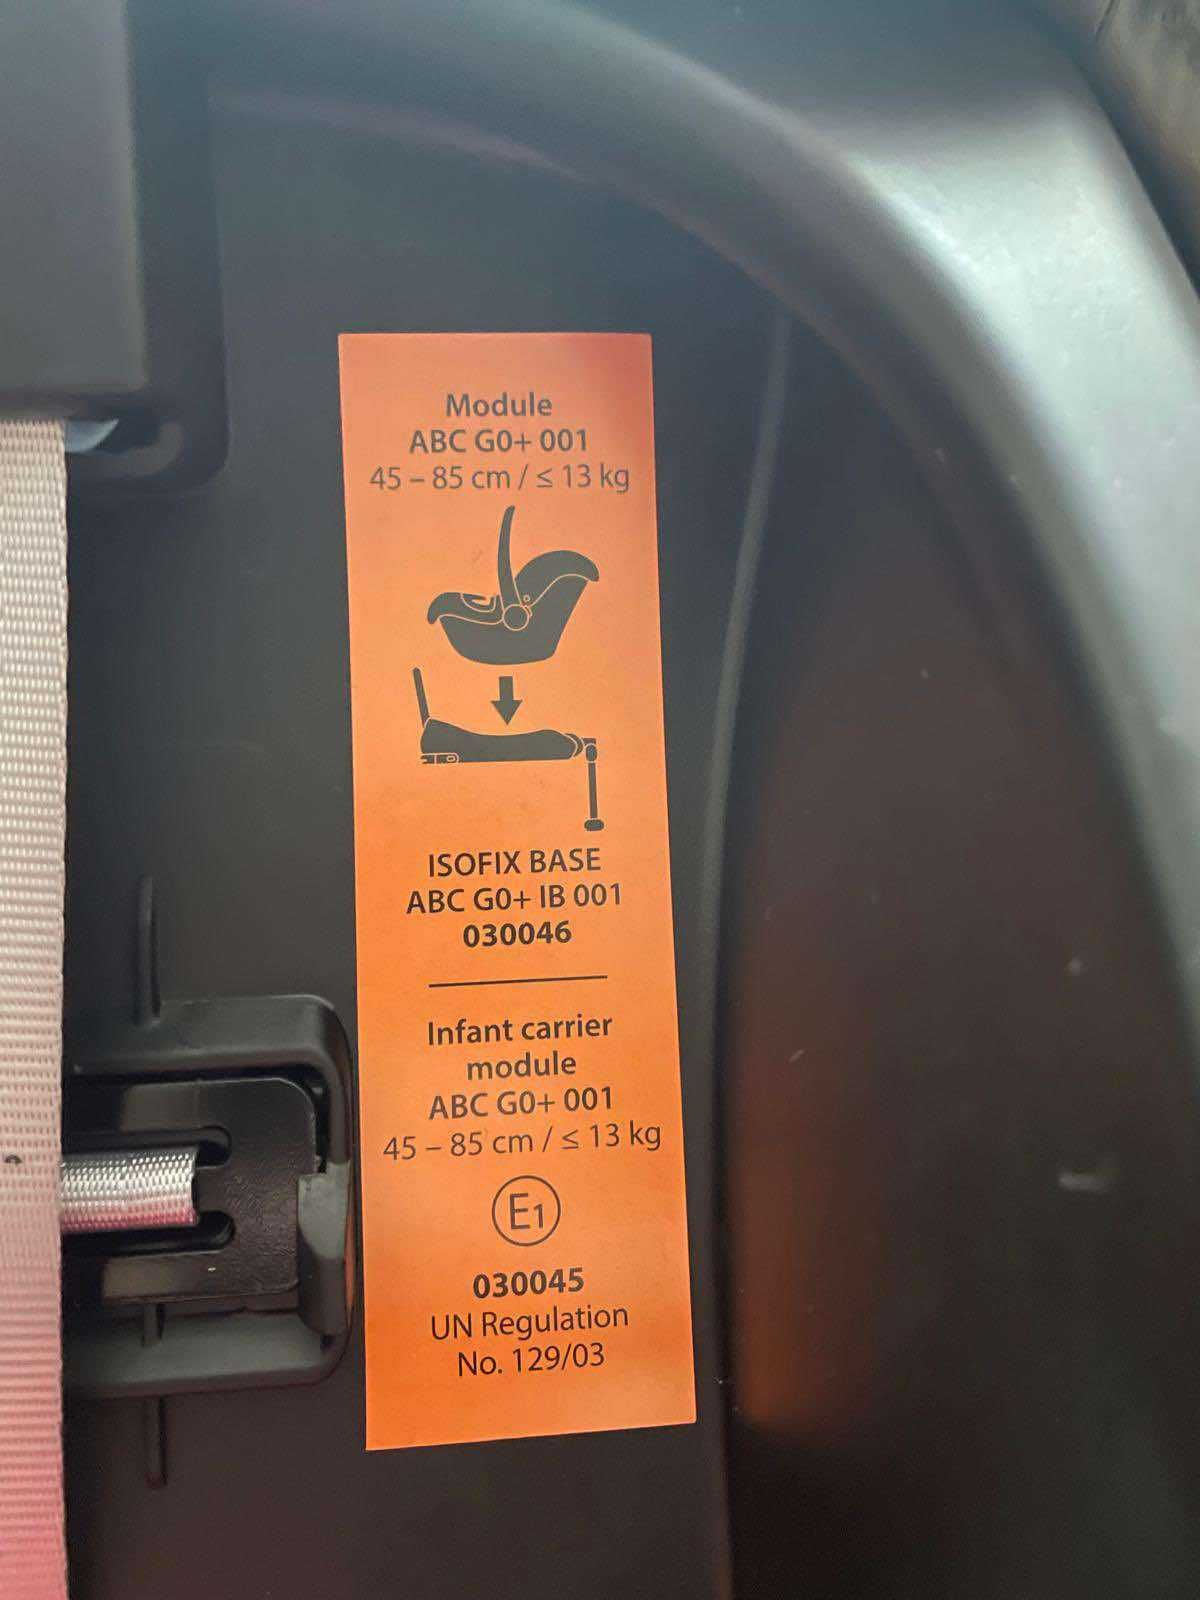 Module
ABC G0+ 001
45 – 85 cm / ≤ 13 kg
ISOFIX BASE
ABC G0+ IB 001
030046
Infant carrier
module
ABC G0+ 001
45 – 85 cm / ≤ 13 kg
E1
030045
UN Regulation
No. 129/03